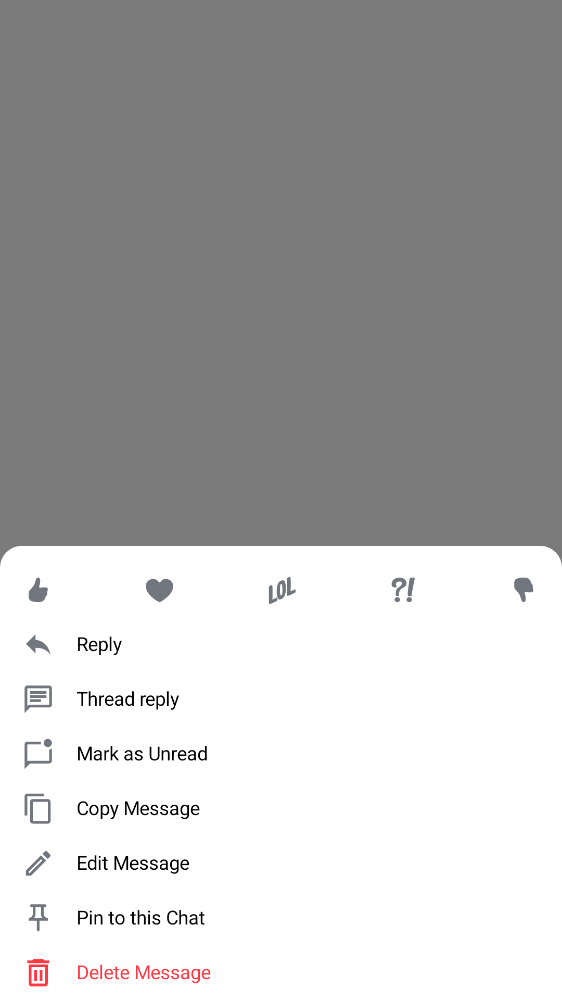 LOL
?!
Reply
Thread reply
Mark as Unread
Copy Message
Edit Message
Pin to this Chat
Delete Message